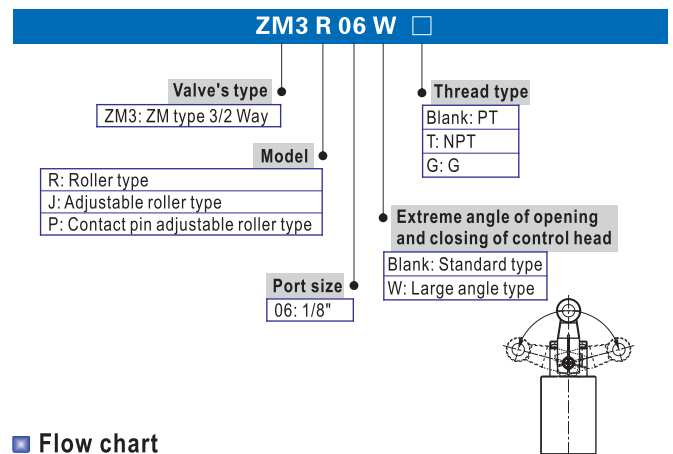 ZM3 R 06 W □
Valve's type
ZM3: ZM type 3/2 Way
Model
R: Roller type
J: Adjustable roller type
P: Contact pin adjustable roller type
Port size
06: 1/8"
Thread type
Blank: PT
T: NPT
G: G
Extreme angle of opening
and closing of control head
Blank: Standard type
W: Large angle type
Flow chart